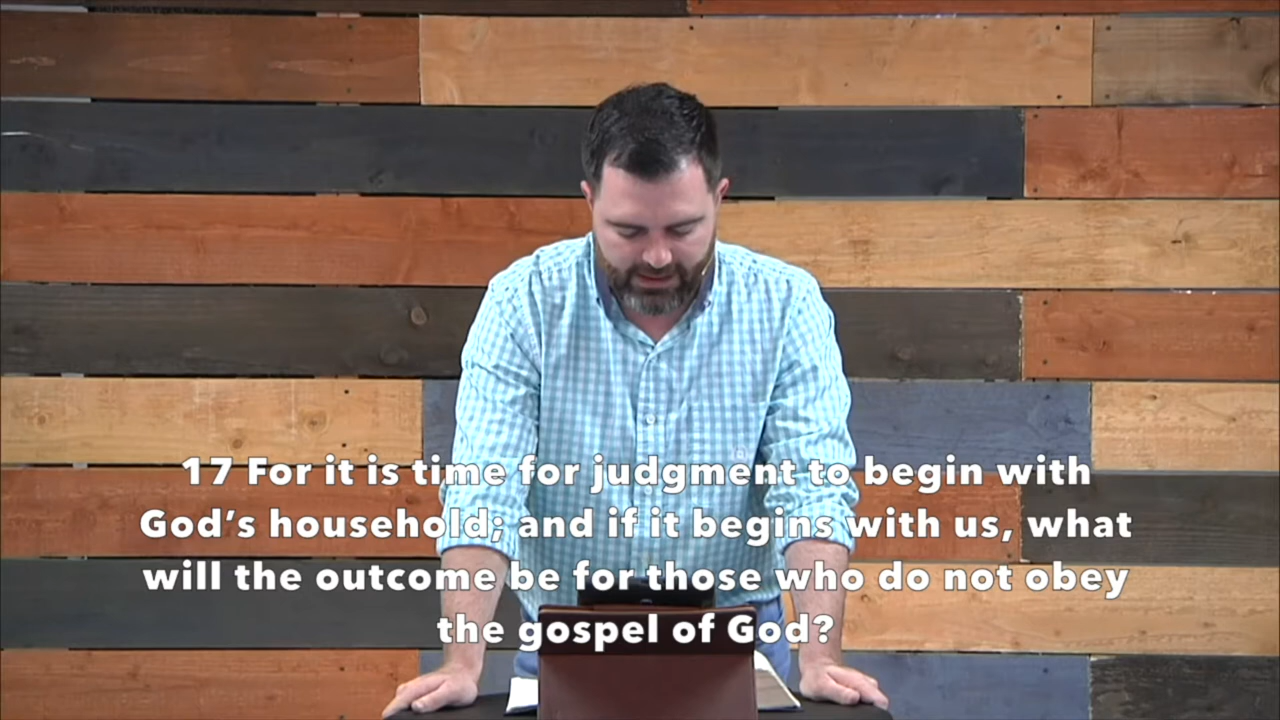 17 For it is time for judgment to begin with
God’s household; and if it begins with us, what
will the outcome be for those who do not obey
the gospel of God?